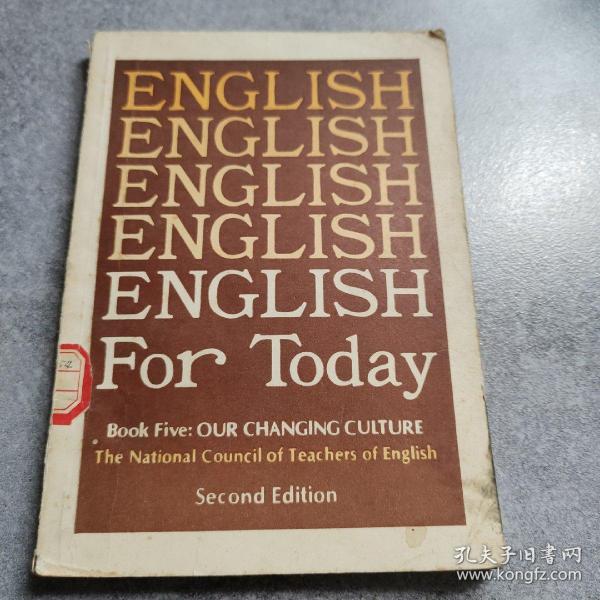 ENGLISH
ENGLISH
ENGLISH
ENGLISH
ENGLISH
For Today
Book Five: OUR CHANGING CULTURE
The National Council of Teachers of English
Second Edition
孔夫子旧书网
www.kongfz.com